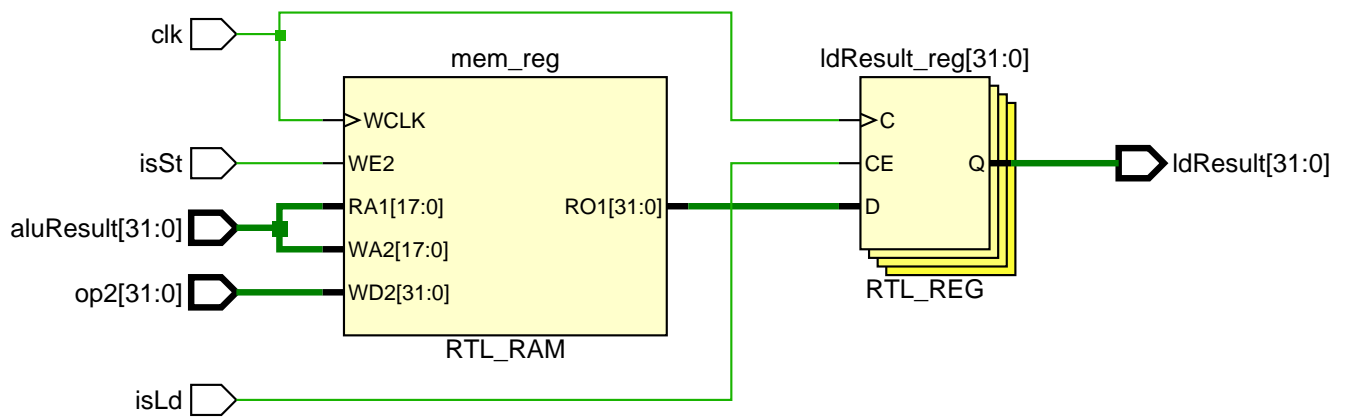 clk
isSt
aluResult[31:0]
op2[31:0]
isLd
mem_reg
WCLK
WE2
RA1[17:0]
WA2[17:0]
WD2[31:0]
RO1[31:0]
RTL_RAM
ldResult_reg[31:0]
C
CE
D
Q
RTL_REG
ldResult[31:0]